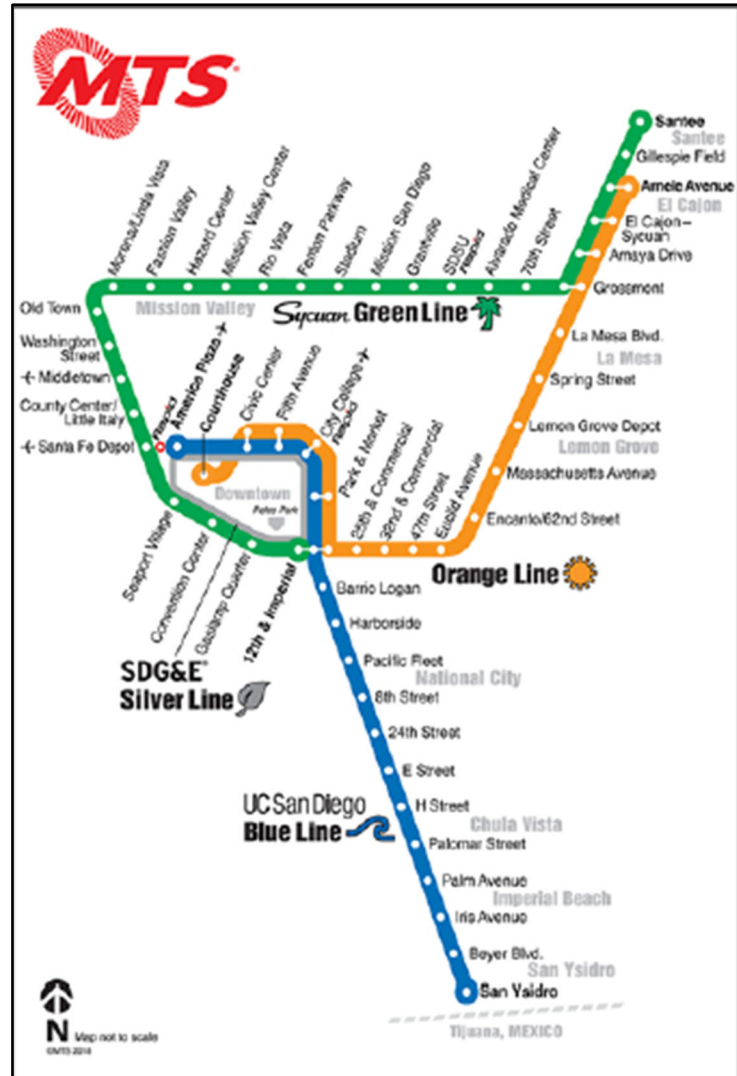 MTS
Santee
Santee
Gillespie Field
Arnele Avenue
El Cajon
El Cajon–
Sycuan
Amaya Drive
Grossmont
Morena/Linda Vista
Fashion Valley
Hazard Center
Mission Valley Center
Rio Vista
Fenton Parkway
Stadium
Mission San Diego
Grantville
SDSU
Alvarado Medical Center
70th Street
Mission Valley
Sycuan Green Line
Old Town
Washington
Street
Middletown
County Center/
Little Italy
Santa Fe Depot
America Plaza
Courthouse
Civic Center
Fifth Avenue
City College
Park & Market
25th & Commercial
32nd & Commercial
47th Street
Euclid Avenue
La Mesa Blvd.
La Mesa
Spring Street
Lemon Grove Depot
Lemon Grove
Massachusetts Avenue
Encanto/62nd Street
Orange Line
Downtown
Petco Park
Seaport Village
Convention Center
Gaslamp Quarter
12th & Imperial
SDG&E®
Silver Line
Barrio Logan
Harborside
Pacific Fleet
National City
8th Street
24th Street
E Street
H Street
UC San Diego
Blue Line
Chula Vista
Palomar Street
Palm Avenue
Imperial Beach
Iris Avenue
Beyer Blvd.
San Ysidro
San Ysidro
Tijuana, MEXICO
N Map not to scale
©MTS 2018